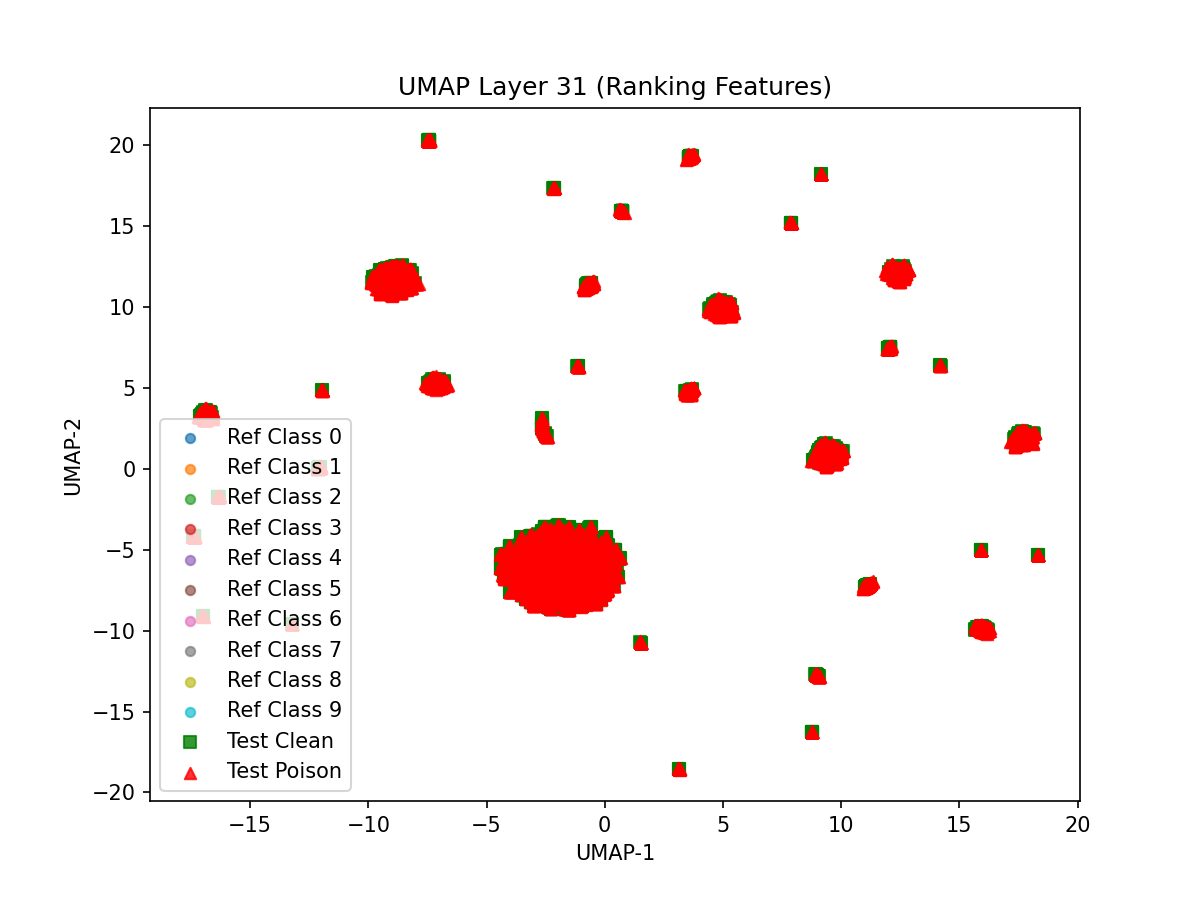 UMAP Layer 31 (Ranking Features)
20
15
10
5
0
−5
−10
−15
−20
UMAP-2
Ref Class 0
Ref Class 1
Ref Class 2
Ref Class 3
Ref Class 4
Ref Class 5
Ref Class 6
Ref Class 7
Ref Class 8
Ref Class 9
Test Clean
Test Poison
−15 −10 −5 0 5 10 15 20
UMAP-1